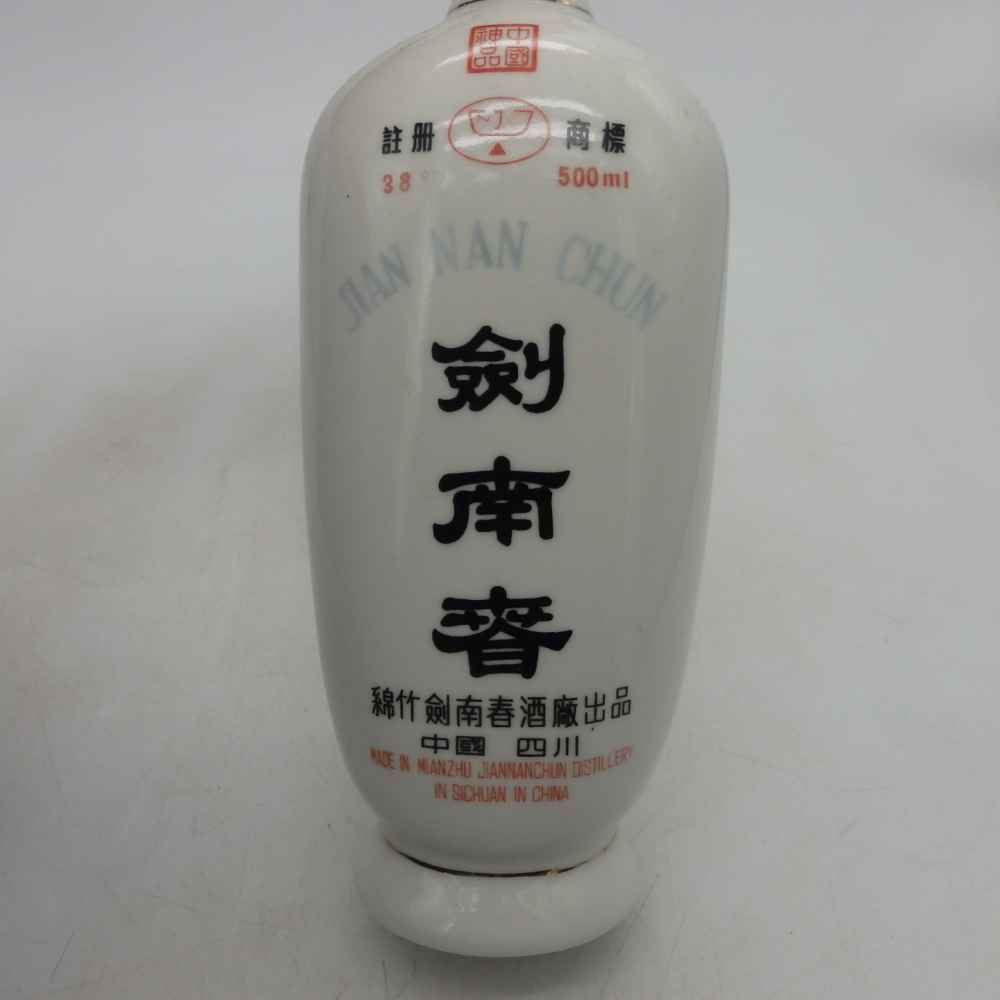 中國
神品
註册 商標
38° 500ml
JIAN NAN CHUN
劍
南
春
綿竹劍南春酒廠出品
中國 四川
MADE IN MIANZHU JIANNANCHUN DISTILLERY
IN SICHUAN IN CHINA